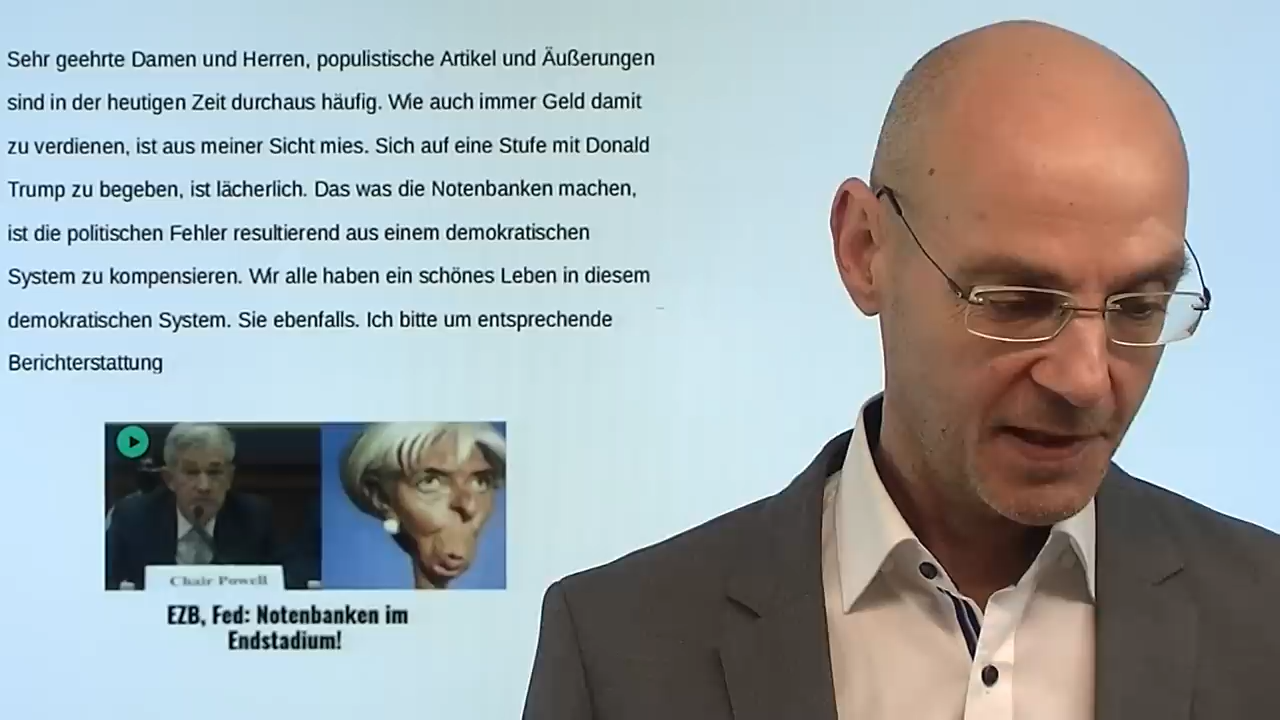 Sehr geehrte Damen und Herren, populistische Artikel und Äußerungen
sind in der heutigen Zeit durchaus häufig. Wie auch immer Geld damit
zu verdienen, ist aus meiner Sicht mies. Sich auf eine Stufe mit Donald
Trump zu begeben, ist lächerlich. Das was die Notenbanken machen,
ist die politischen Fehler resultierend aus einem demokratischen
System zu kompensieren. Wir alle haben ein schönes Leben in diesem
demokratischen System. Sie ebenfalls. Ich bitte um entsprechende
Berichterstattung
Chair Powell
EZB, Fed: Notenbanken im
Endstadium!